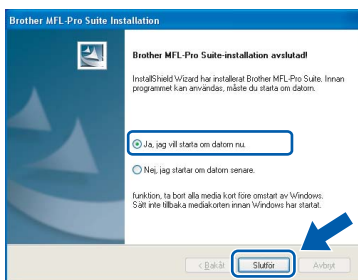 Brother MFL-Pro Suite Installation
Brother MFL-Pro Suite-installation avslutad!
InstallShield Wizard har installerat Brother MFL-Pro Suite. Innan
programmet kan användas, måste du starta om datorn.
Ja, jag vill starta om datorn nu.
Nej, jag startar om datorn senare.
funktion, ta bort alla media kort före omstart av Windows.
Sätt inte tillbaka mediakorten innan Windows har startat.
< Bakåt
Slutför
Avbryt